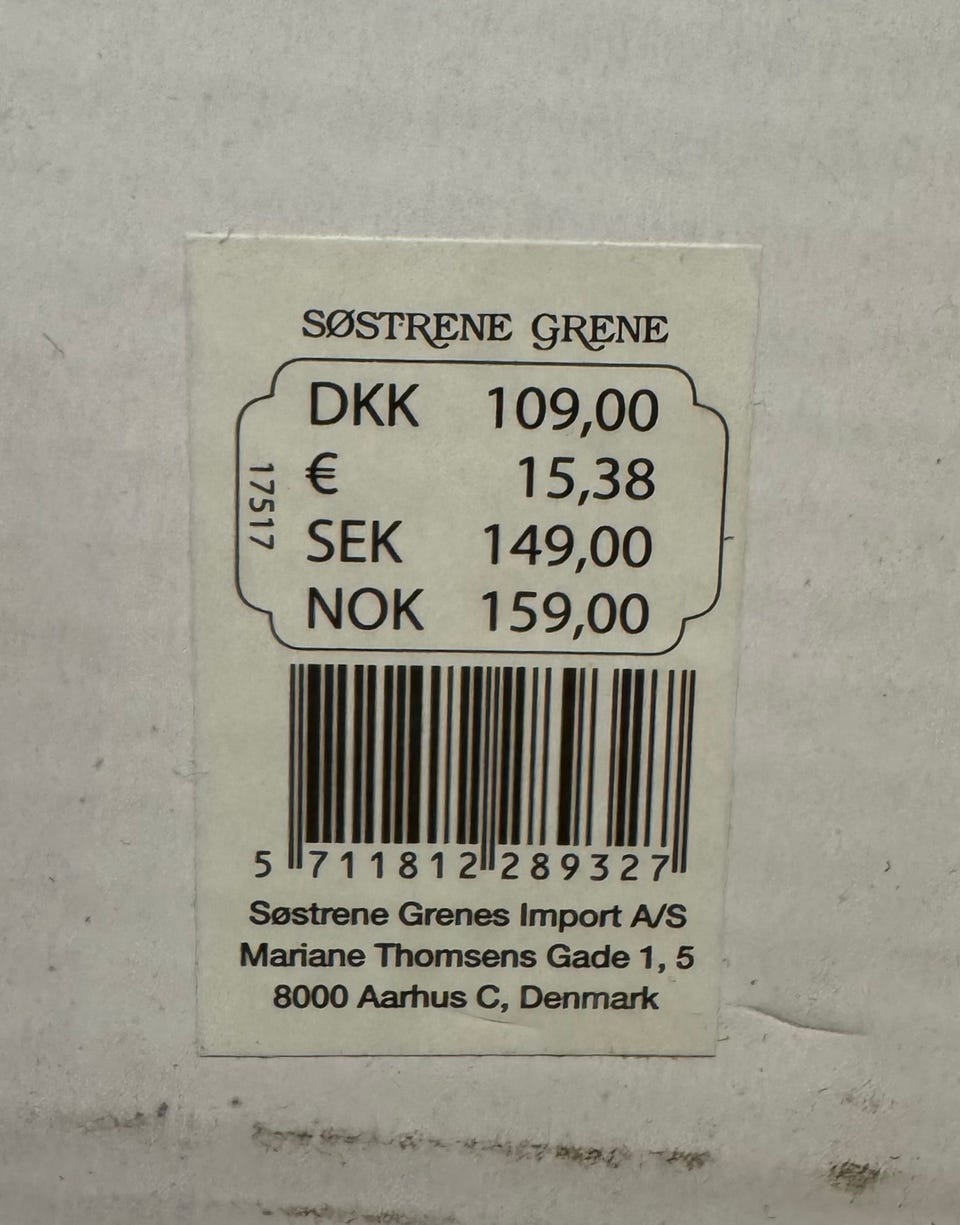 SØSTRENE GRENE
DKK 109,00
€ 15,38
SEK 149,00
NOK 159,00
17517
5 711812 289327
Søstrene Grenes Import A/S
Mariane Thomsens Gade 1, 5
8000 Aarhus C, Denmark